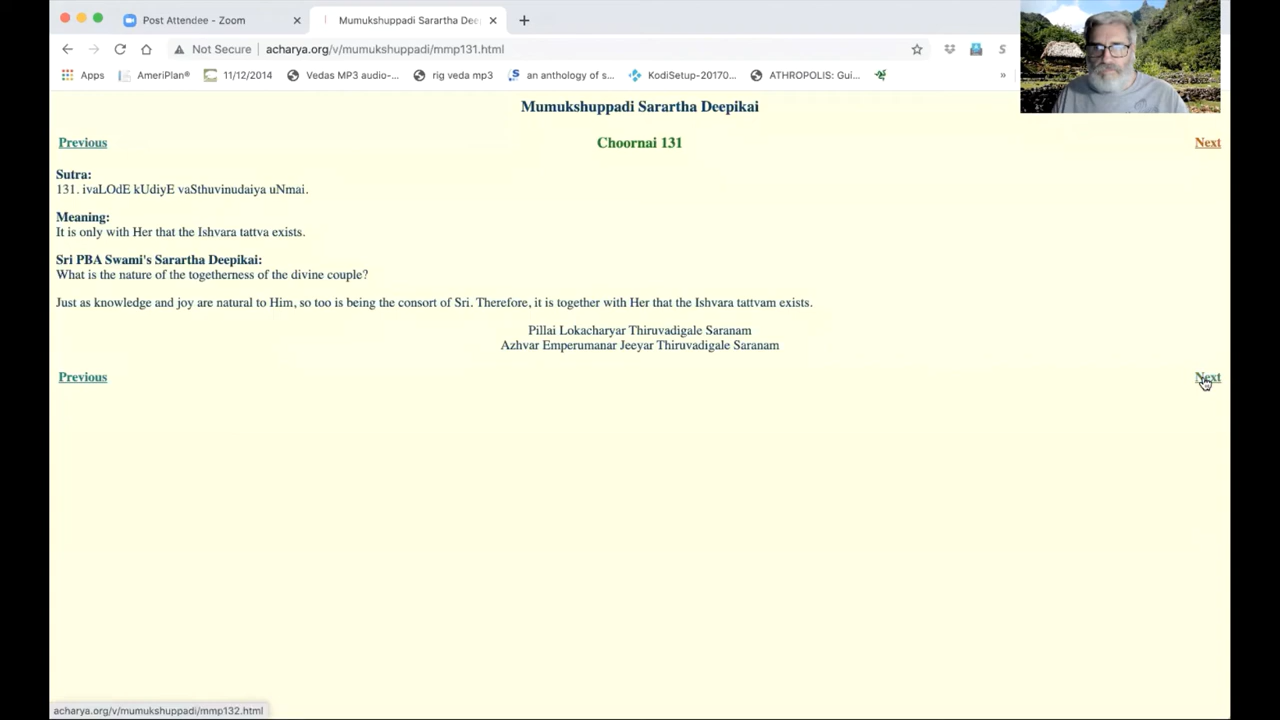 Post Attendee - Zoom
Mumukshuppadi Sarartha Dee
Not Secure acharya.org/v/mumukshuppadi/mmp131.html
Apps AmeriPlan® 11/12/2014 Vedas MP3 audio-... rig veda mp3 an anthology of s... KodiSetup-20170... ATHROPOLIS: Gui... »
Mumukshuppadi Sarartha Deepikai
Previous Choornai 131 Next
Sutra:
131. ivaLOdE kUdiyE vaSthuvinudaiya uNmai.
Meaning:
It is only with Her that the Ishvara tattva exists.
Sri PBA Swami's Sarartha Deepikai:
What is the nature of the togetherness of the divine couple?
Just as knowledge and joy are natural to Him, so too is being the consort of Sri. Therefore, it is together with Her that the Ishvara tattvam exists.
Pillai Lokacharyar Thiruvadigale Saranam
Azhvar Emperumanar Jeeyar Thiruvadigale Saranam
Previous Next
acharya.org/v/mumukshuppadi/mmp132.html